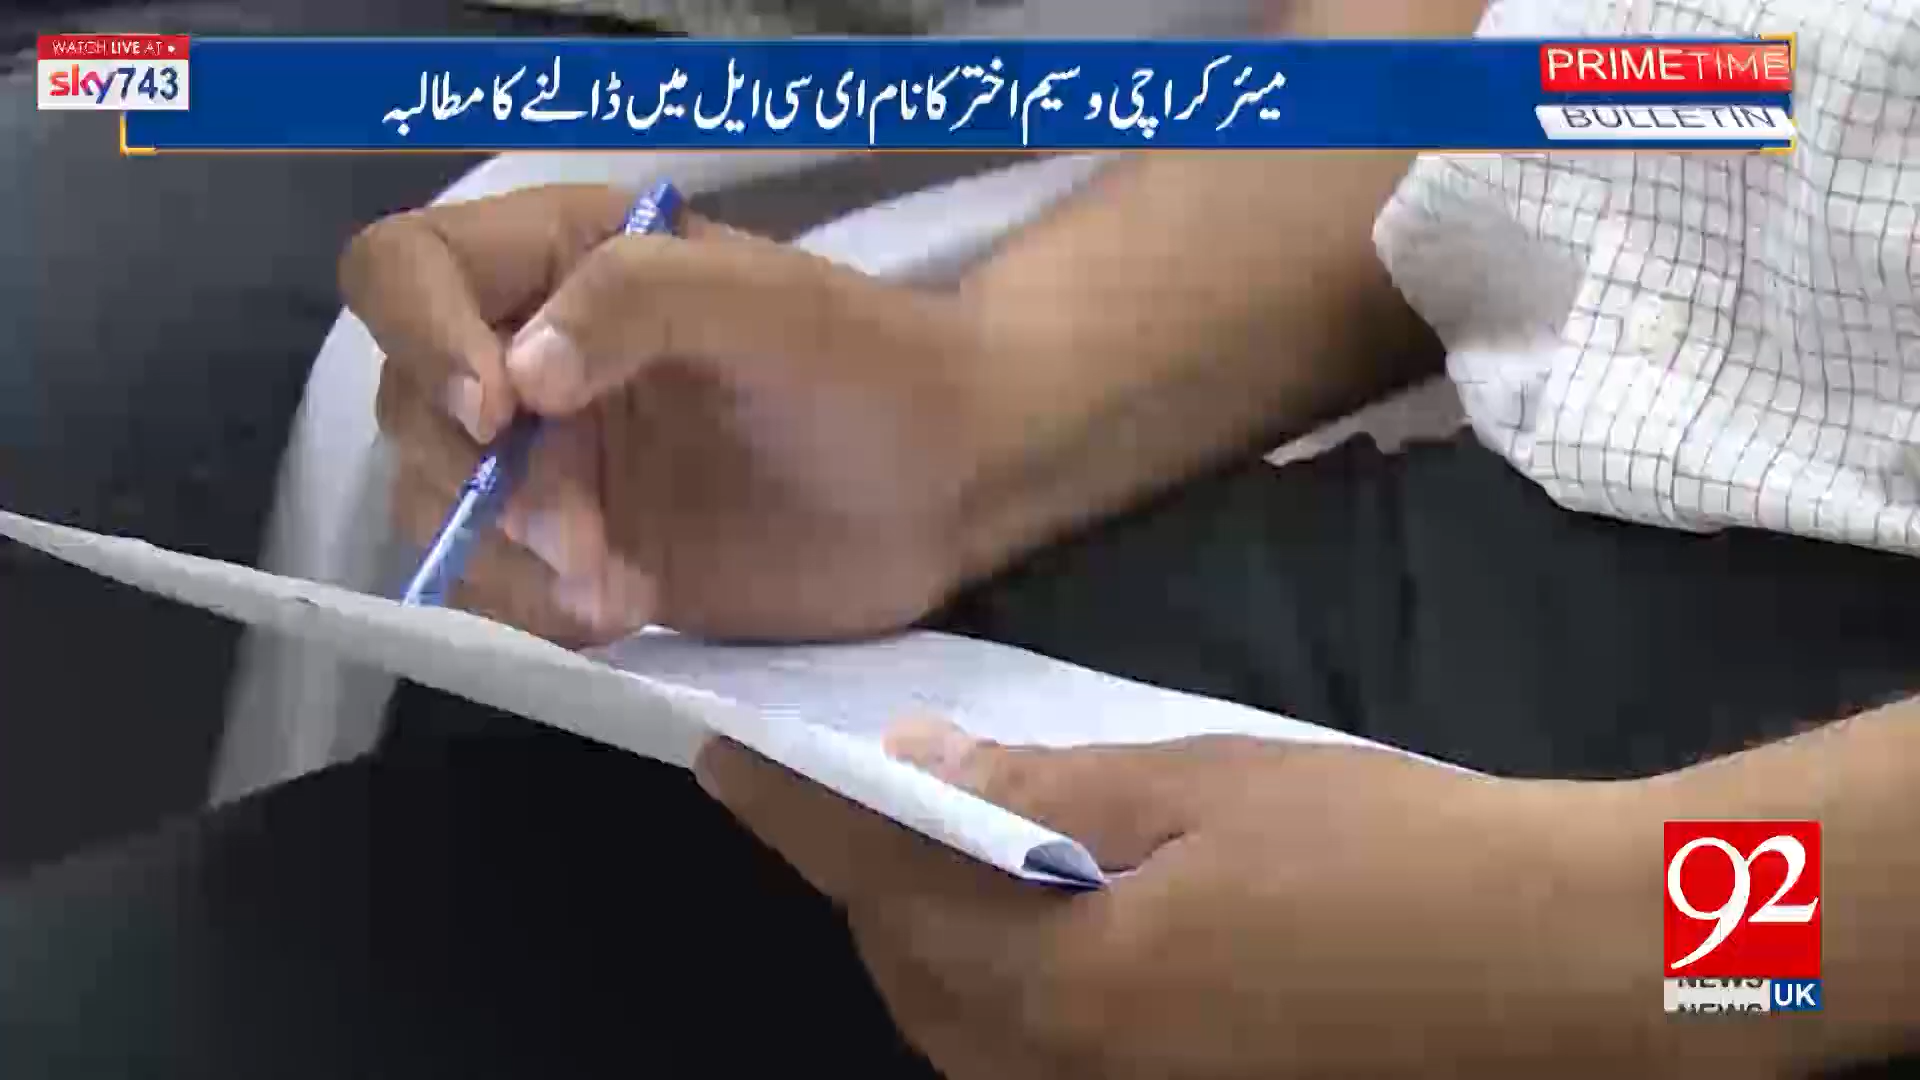 WATCH LIVE AT
sky743
میئر کراچی وسیم اختر کا نام ای سی ایل میں ڈالنے کا مطالبہ
PRIMETIME
BULLETIN
92
NEWS
NEWS
UK